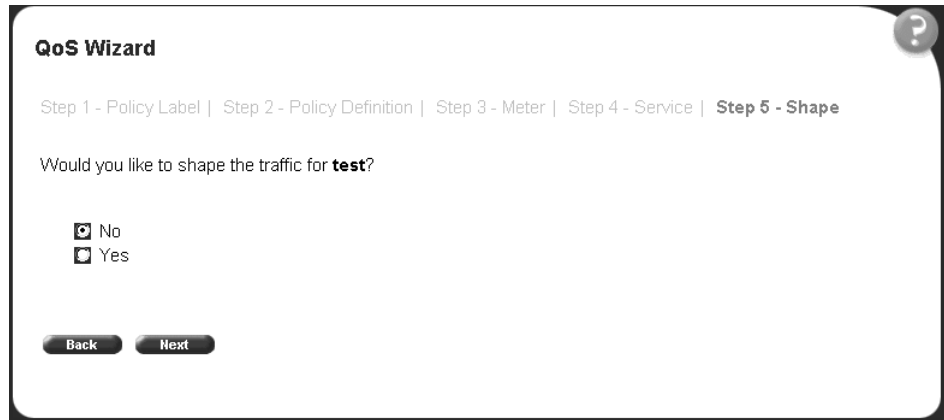 ?
QoS Wizard
Step 1 - Policy Label | Step 2 - Policy Definition | Step 3 - Meter | Step 4 - Service | Step 5 - Shape
Would you like to shape the traffic for test?
No
Yes
Back Next